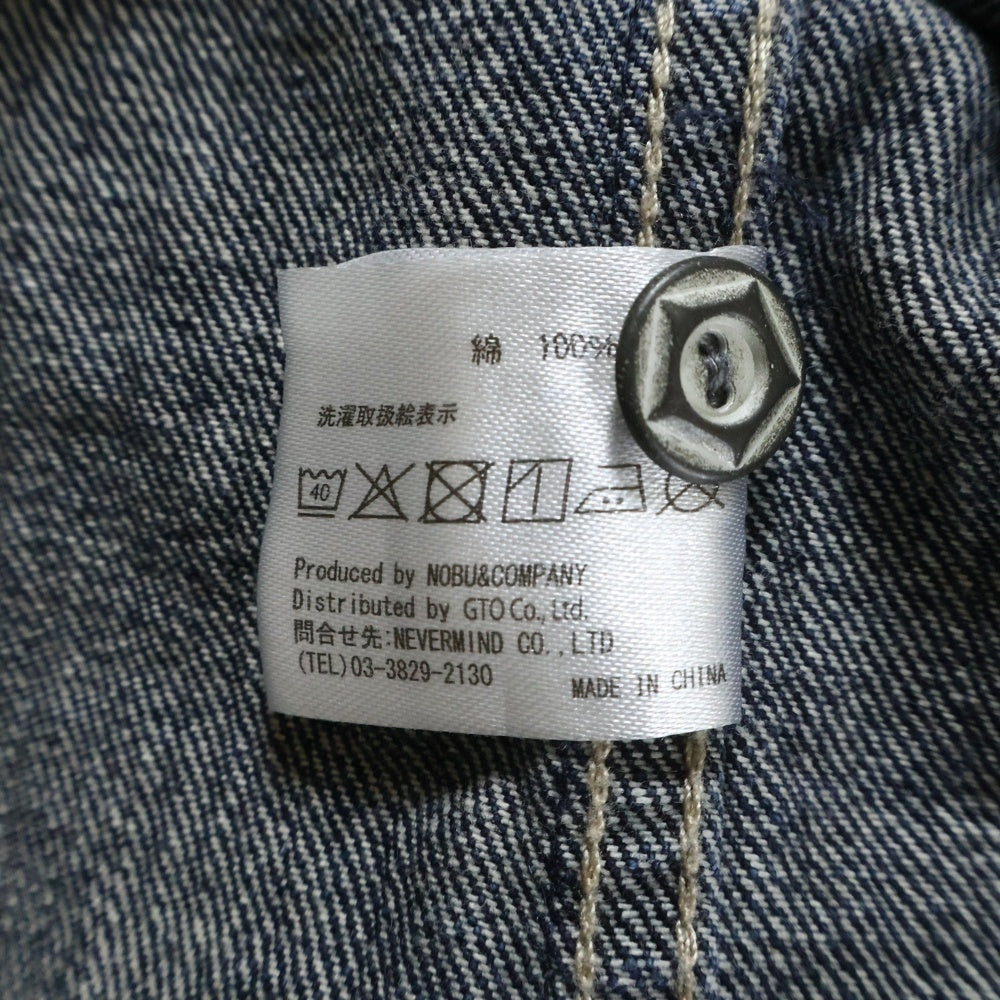 綿 100%
洗濯取扱絵表示
40
Produced by NOBU&COMPANY
Distributed by GTO Co., Ltd.
問合せ先:NEVERMIND CO.,LTD
(TEL)03-3829-2130
MADE IN CHINA